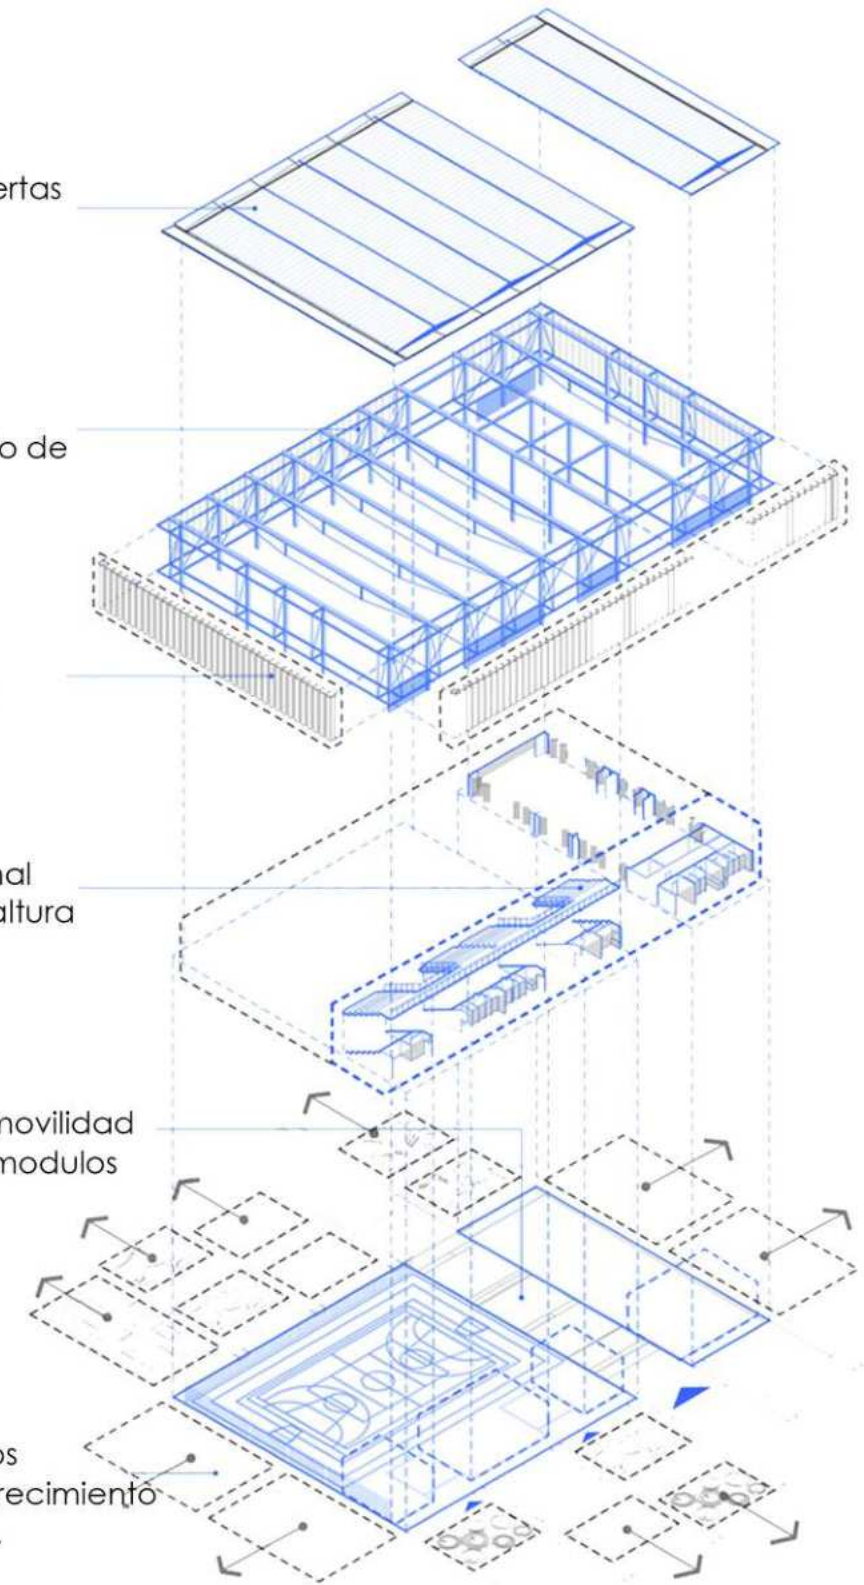 ertas
o de
nal
altura
movilidad
modulos
os
recimiento